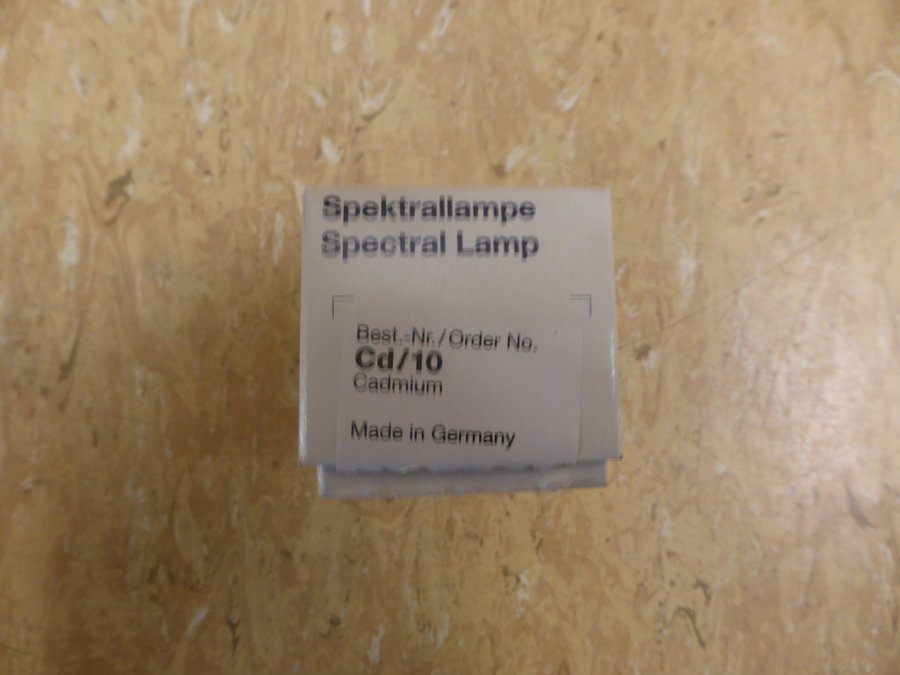 Spektrallampe
Spectral Lamp
Best.-Nr./Order No.
Cd/10
Cadmium
Made in Germany